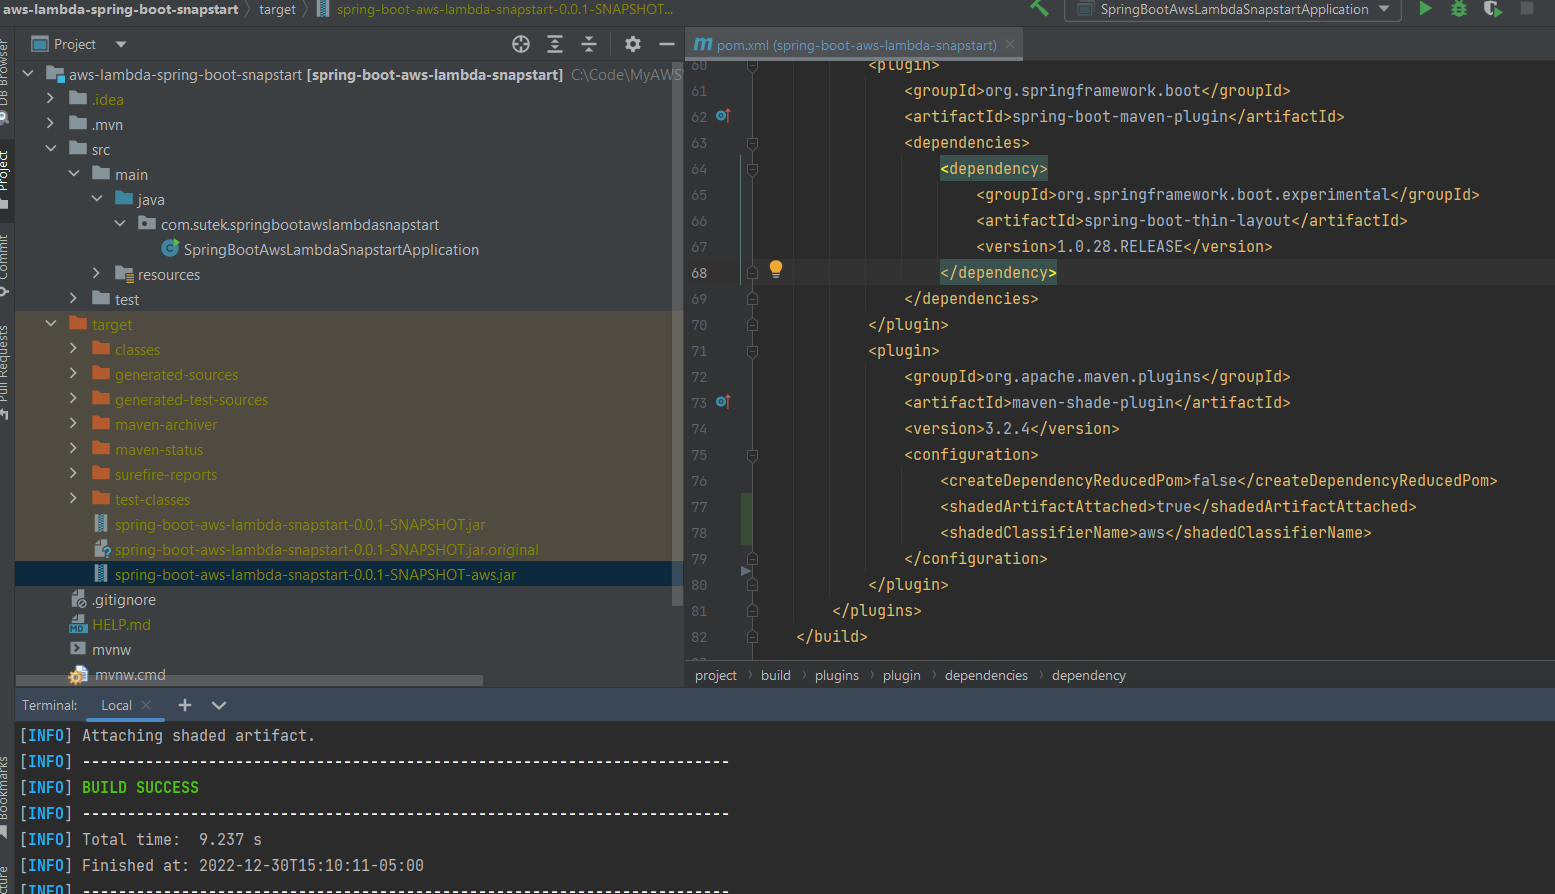 aws-lambda-spring-boot-snapstart target spring-boot-aws-lambda-snapstart-0.0.1-SNAPSHOT...
SpringBootAwsLambdaSnapstartApplication
DB Browser
Project
Commit
Pull Requests
Bookmarks
Project
aws-lambda-spring-boot-snapstart [spring-boot-aws-lambda-snapstart] C:\Code\MyAWS
.idea
.mvn
src
main
java
com.sutek.springbootawslambdasnapstart
SpringBootAwsLambdaSnapstartApplication
resources
test
target
classes
generated-sources
generated-test-sources
maven-archiver
maven-status
surefire-reports
test-classes
spring-boot-aws-lambda-snapstart-0.0.1-SNAPSHOT.jar
spring-boot-aws-lambda-snapstart-0.0.1-SNAPSHOT.jar.original
spring-boot-aws-lambda-snapstart-0.0.1-SNAPSHOT-aws.jar
.gitignore
HELP.md
mvnw
mvnw.cmd
pom.xml (spring-boot-aws-lambda-snapstart)
60 <plugin>
61 <groupId>org.springframework.boot</groupId>
62 <artifactId>spring-boot-maven-plugin</artifactId>
63 <dependencies>
64 <dependency>
65 <groupId>org.springframework.boot.experimental</groupId>
66 <artifactId>spring-boot-thin-layout</artifactId>
67 <version>1.0.28.RELEASE</version>
68 </dependency>
69 </dependencies>
70 </plugin>
71 <plugin>
72 <groupId>org.apache.maven.plugins</groupId>
73 <artifactId>maven-shade-plugin</artifactId>
74 <version>3.2.4</version>
75 <configuration>
76 <createDependencyReducedPom>false</createDependencyReducedPom>
77 <shadedArtifactAttached>true</shadedArtifactAttached>
78 <shadedClassifierName>aws</shadedClassifierName>
79 </configuration>
80 </plugin>
81 </plugins>
82 </build>
project build plugins plugin dependencies dependency
Terminal: Local
[INFO] Attaching shaded artifact.
[INFO] ------------------------------------------------------------------------
[INFO] BUILD SUCCESS
[INFO] ------------------------------------------------------------------------
[INFO] Total time:  9.237 s
[INFO] Finished at: 2022-12-30T15:10:11-05:00
[INFO] ------------------------------------------------------------------------